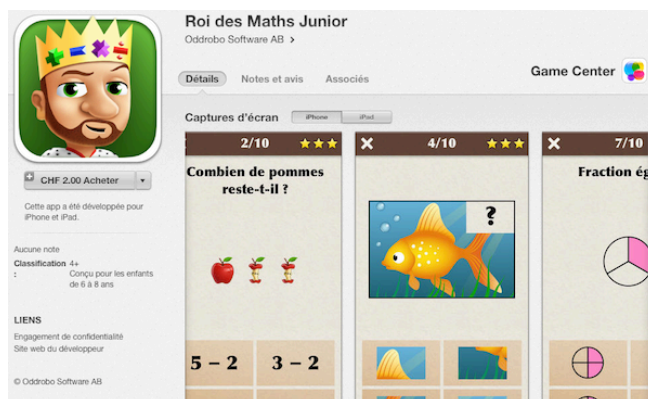 Roi des Maths Junior
Oddrobo Software AB >
Détails Notes et avis Associés
Game Center
Captures d'écran iPhone iPad
CHF 2.00 Acheter
Cette app a été développée pour
iPhone et iPad.
Aucune note
Classification 4+
: Conçu pour les enfants
de 6 à 8 ans
LIENS
Engagement de confidentialité
Site web du développeur
© Oddrobo Software AB
2/10
Combien de pommes
reste-t-il ?
5 – 2 3 – 2
4/10
?
7/10
Fraction ég